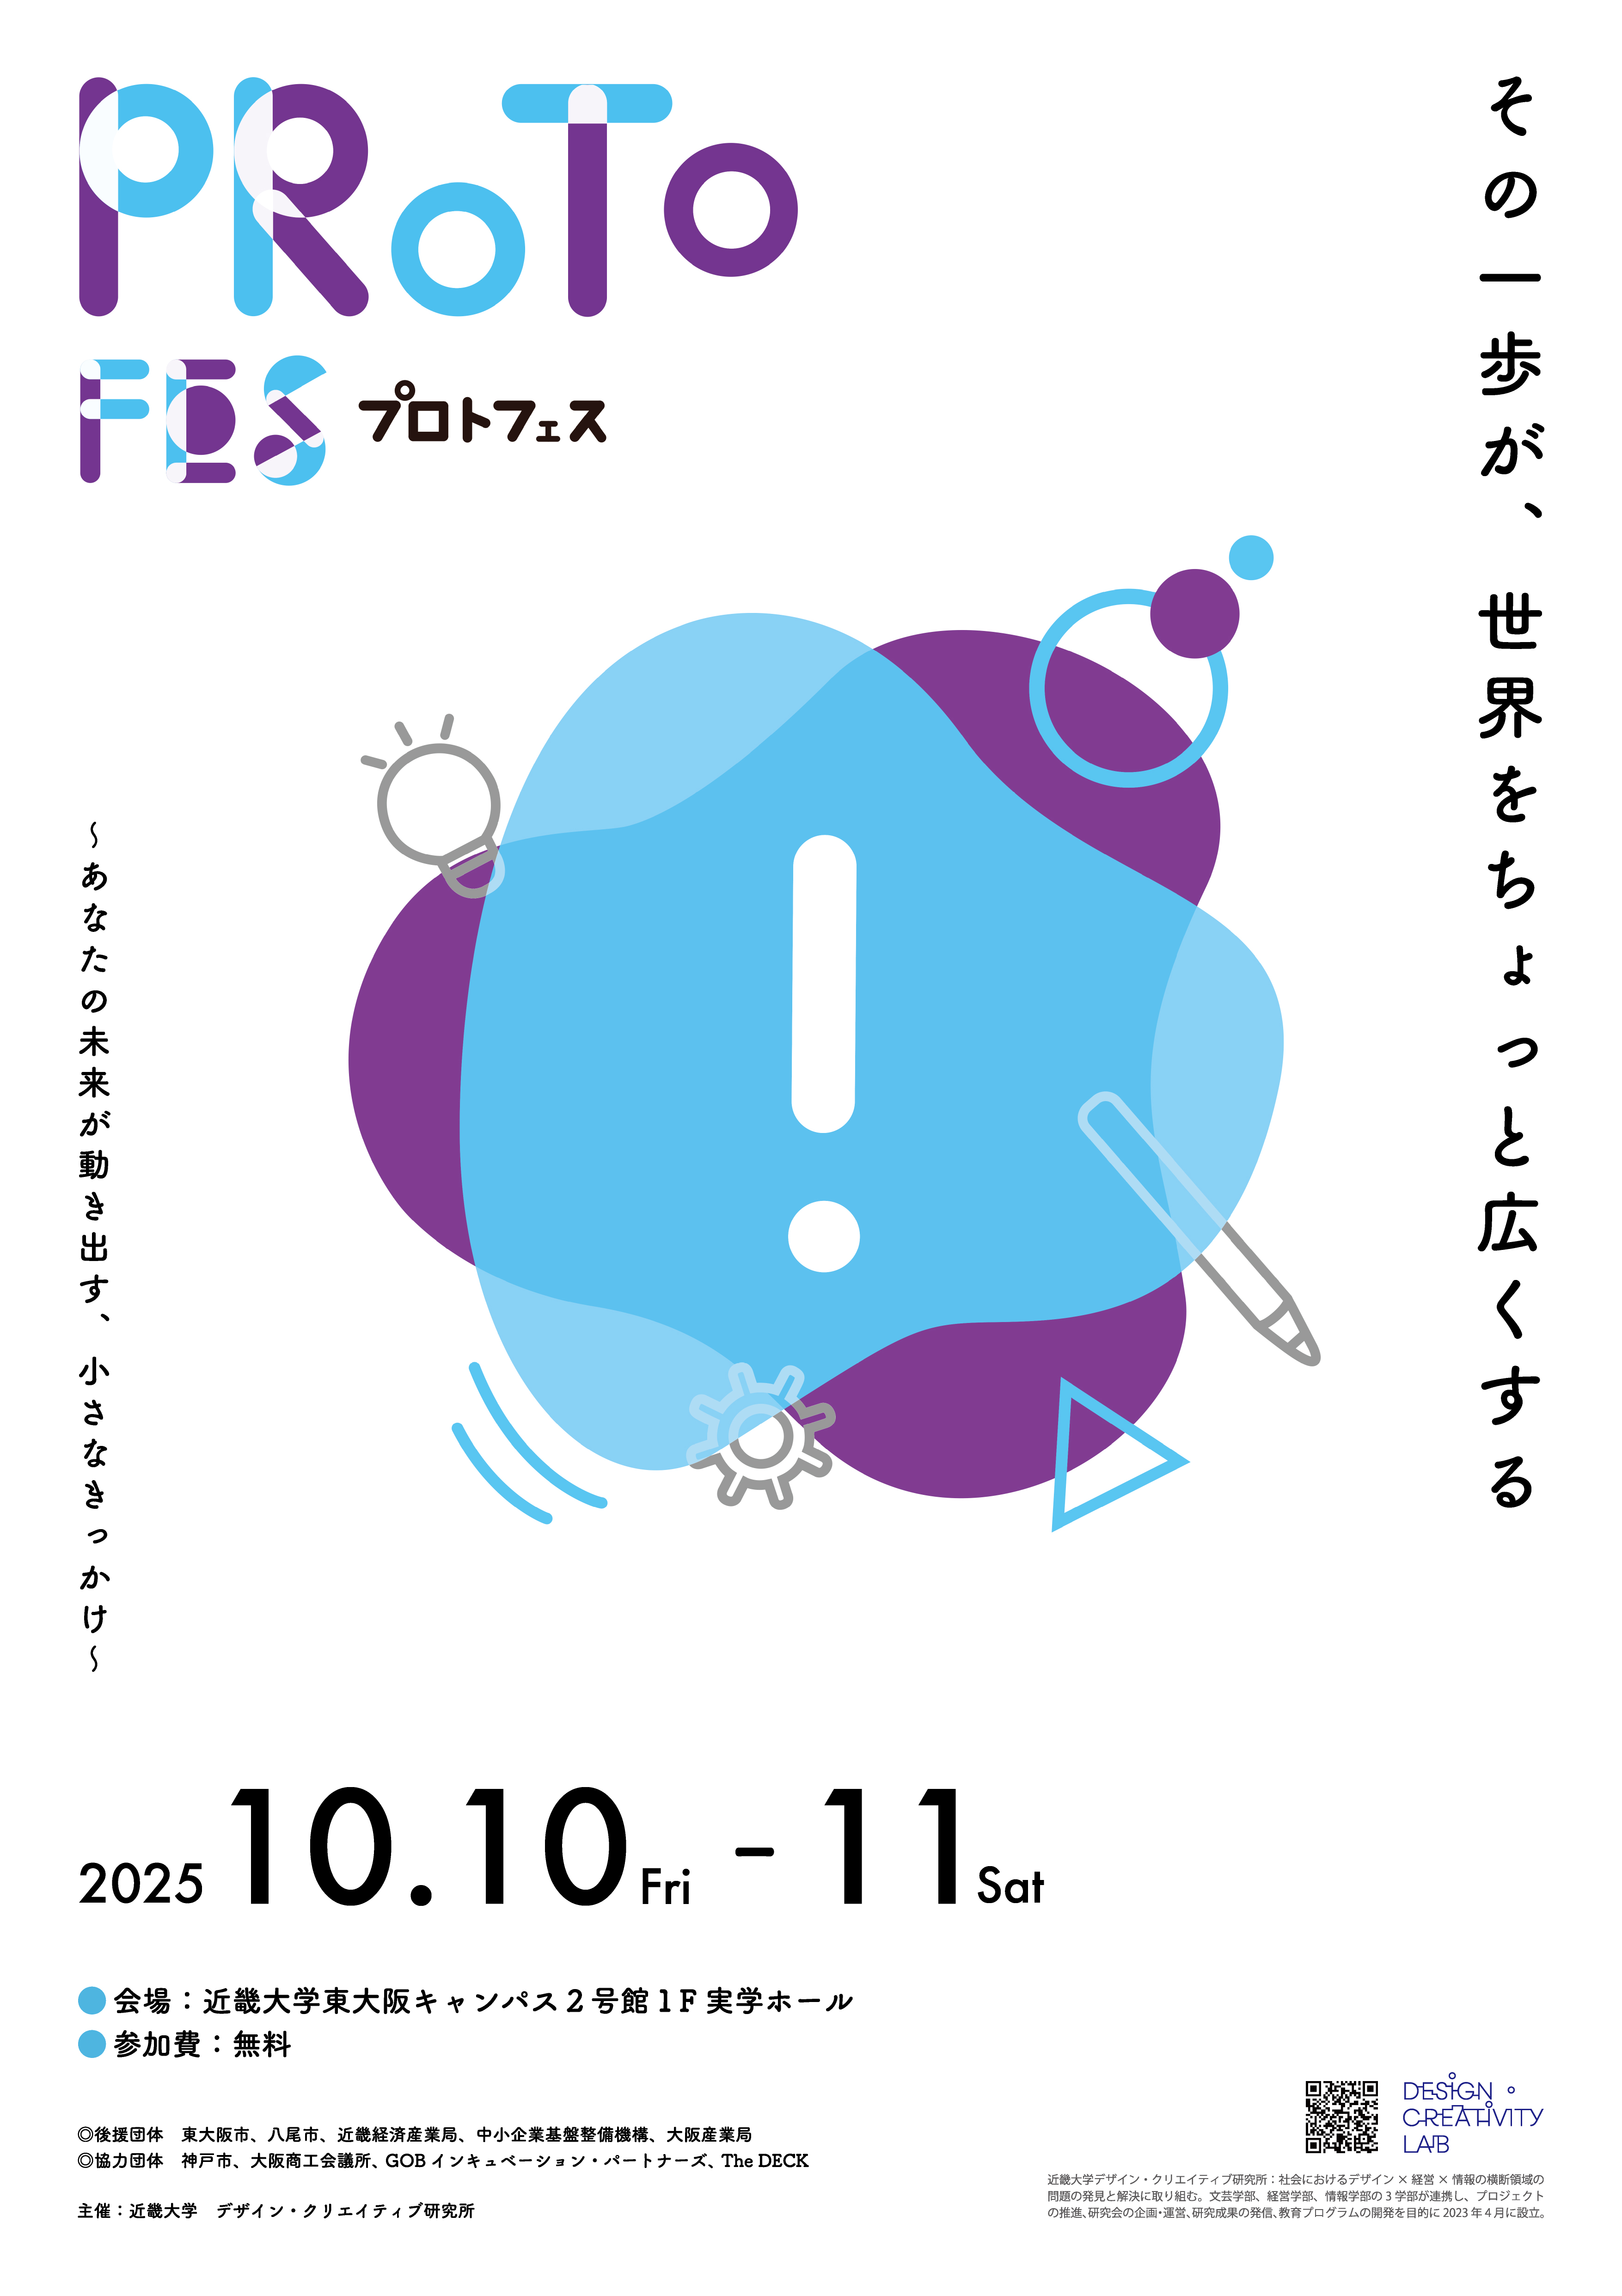 PRoTo
FES プロトフェス
その一歩が、世界をちょっと広くする
〜あなたの未来が動き出す、小さなきっかけ〜
2025 10.10 Fri - 11 Sat
会場：近畿大学東大阪キャンパス２号館１F 実学ホール
参加費：無料
◎後援団体　東大阪市、八尾市、近畿経済産業局、中小企業基盤整備機構、大阪産業局
◎協力団体　神戸市、大阪商工会議所、GOB インキュベーション・パートナーズ、The DECK
主催：近畿大学　デザイン・クリエイティブ研究所
DESIGN
CREATIVITY
LAB
近畿大学デザイン・クリエイティブ研究所：社会におけるデザイン × 経営 × 情報の横断領域の
問題の発見と解決に取り組む。文芸学部、経営学部、情報学部の 3 学部が連携し、プロジェクト
の推進、研究会の企画・運営、研究成果の発信、教育プログラムの開発を目的に 2023 年 4 月に設立。